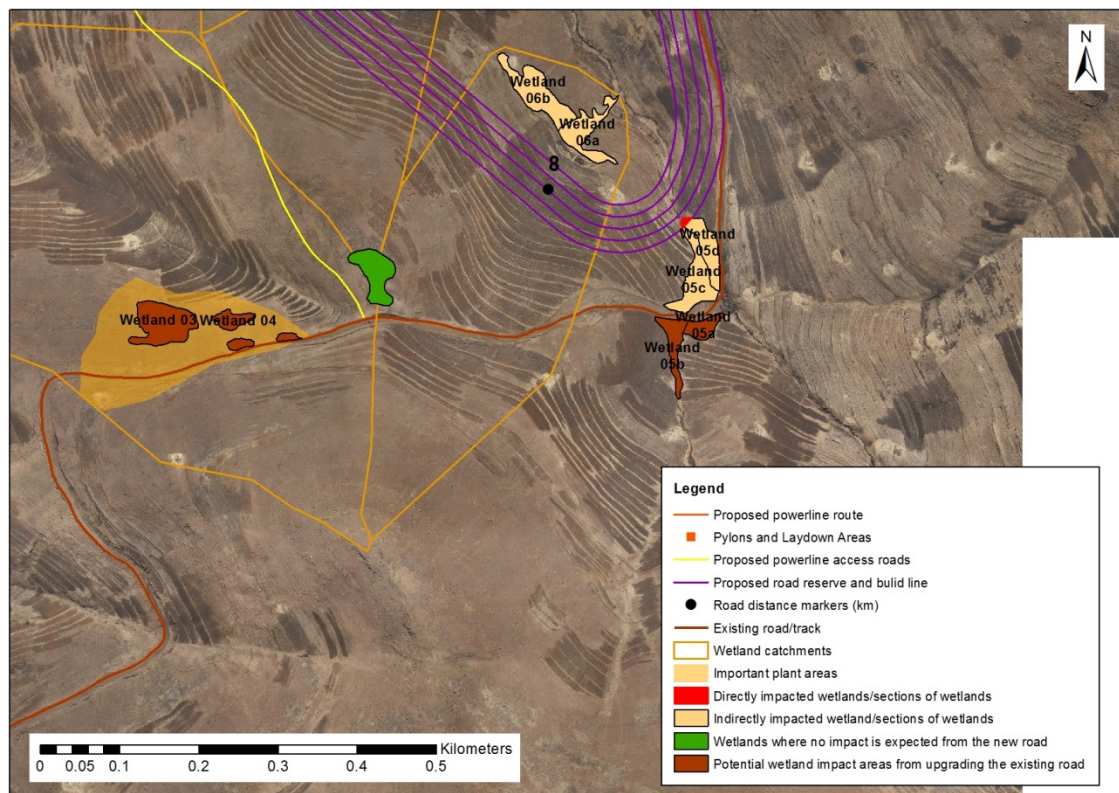 N
Wetland
06b
Wetland
06a
8
Wetland
05d
Wetland
05c
Wetland 03
Wetland 04
Wetland
05a
Wetland
05b
Legend
Proposed powerline route
Pylons and Laydown Areas
Proposed powerline access roads
Proposed road reserve and bulid line
Road distance markers (km)
Existing road/track
Wetland catchments
Important plant areas
Directly impacted wetlands/sections of wetlands
Indirectly impacted wetland/sections of wetlands
Wetlands where no impact is expected from the new road
Potential wetland impact areas from upgrading the existing road
Kilometers
0 0.05 0.1 0.2 0.3 0.4 0.5